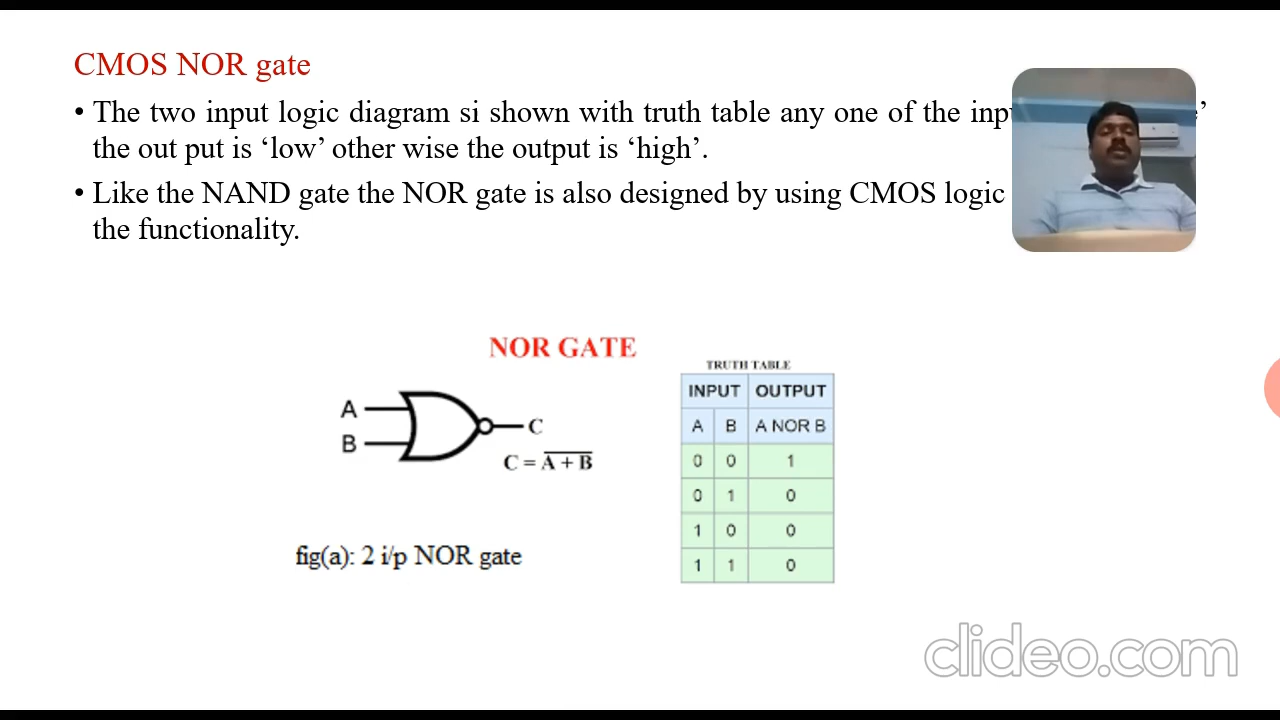 CMOS NOR gate
• The two input logic diagram si shown with truth table any one of the
the out put is ‘low’ other wise the output is ‘high’.
• Like the NAND gate the NOR gate is also designed by using CMOS logic
the functionality.
NOR GATE
A
B
C
C = \overline{A + B}
fig(a): 2 i/p NOR gate
TRUTH TABLE
INPUT OUTPUT
A B A NOR B
0 0 1
0 1 0
1 0 0
1 1 0
clideo.com